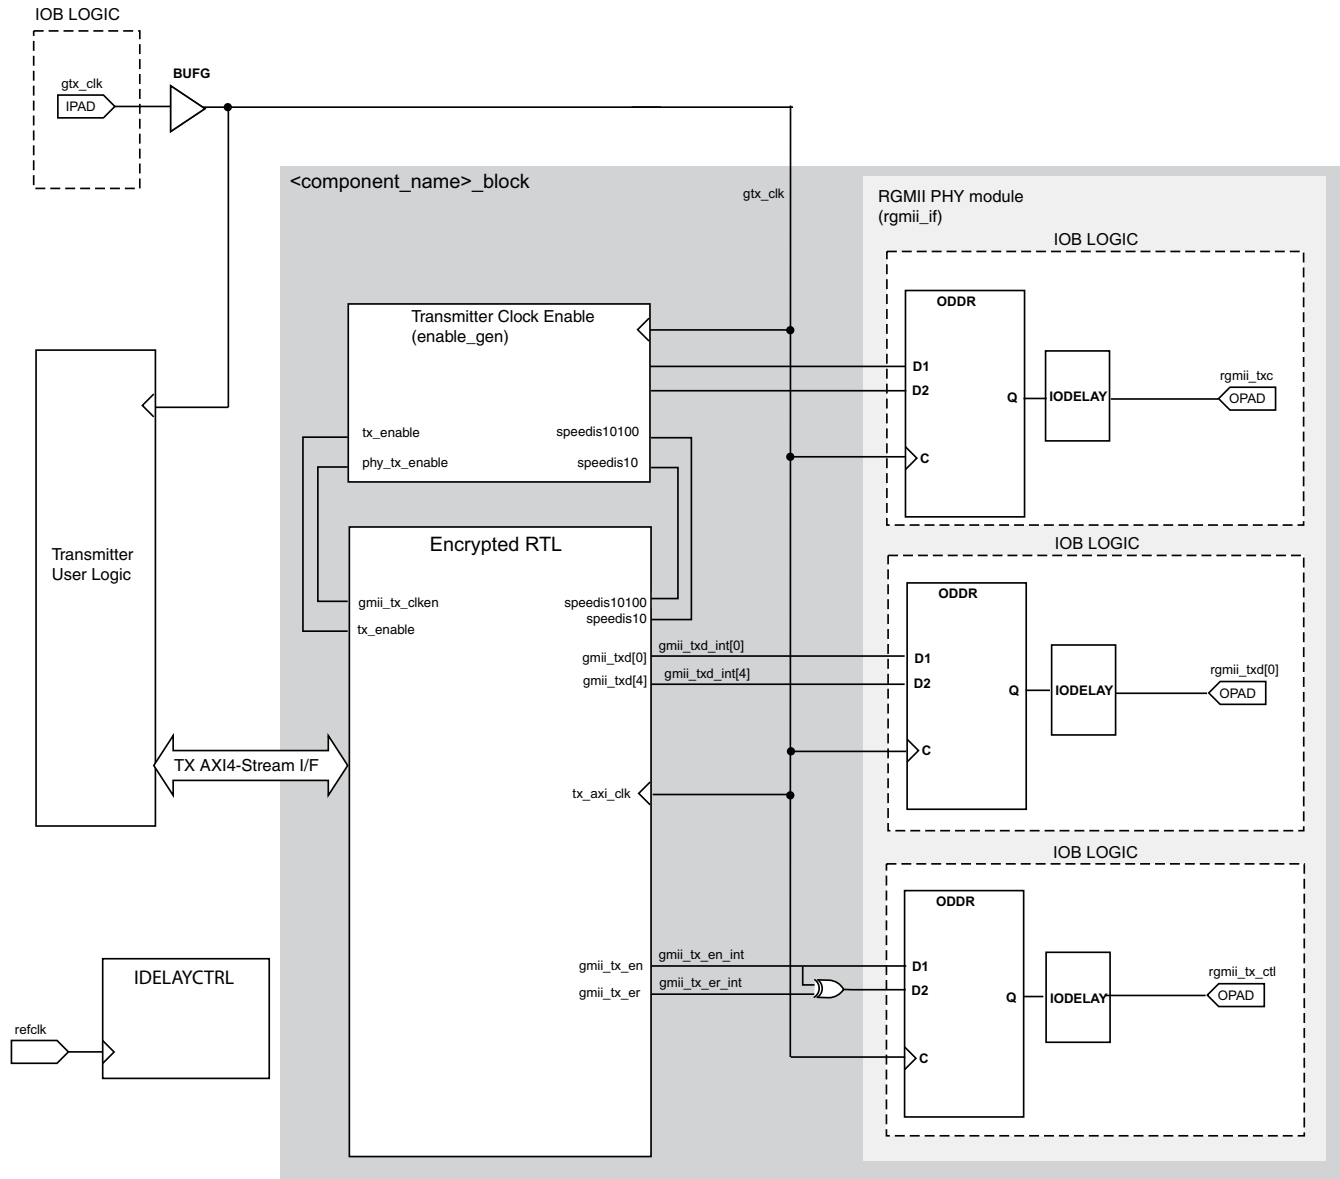 IOB LOGIC
gtx_clk
IPAD
BUFG
<component_name>_block
gtx_clk
RGMII PHY module
(rgmii_if)
IOB LOGIC
ODDR
D1
D2
Q
C
IODELAY
rgmii_txc
OPAD
Transmitter Clock Enable
(enable_gen)
tx_enable
phy_tx_enable
speedis10100
speedis10
Transmitter
User Logic
TX AXI4-Stream I/F
Encrypted RTL
gmii_tx_clken
tx_enable
speedis10100
speedis10
gmii_txd[0]
gmii_txd[4]
gmii_txd_int[0]
gmii_txd_int[4]
tx_axi_clk
gmii_tx_en
gmii_tx_er
gmii_tx_en_int
gmii_tx_er_int
IOB LOGIC
ODDR
D1
D2
Q
C
IODELAY
rgmii_txd[0]
OPAD
IOB LOGIC
ODDR
D1
D2
Q
C
IODELAY
rgmii_tx_ctl
OPAD
IDELAYCTRL
refclk